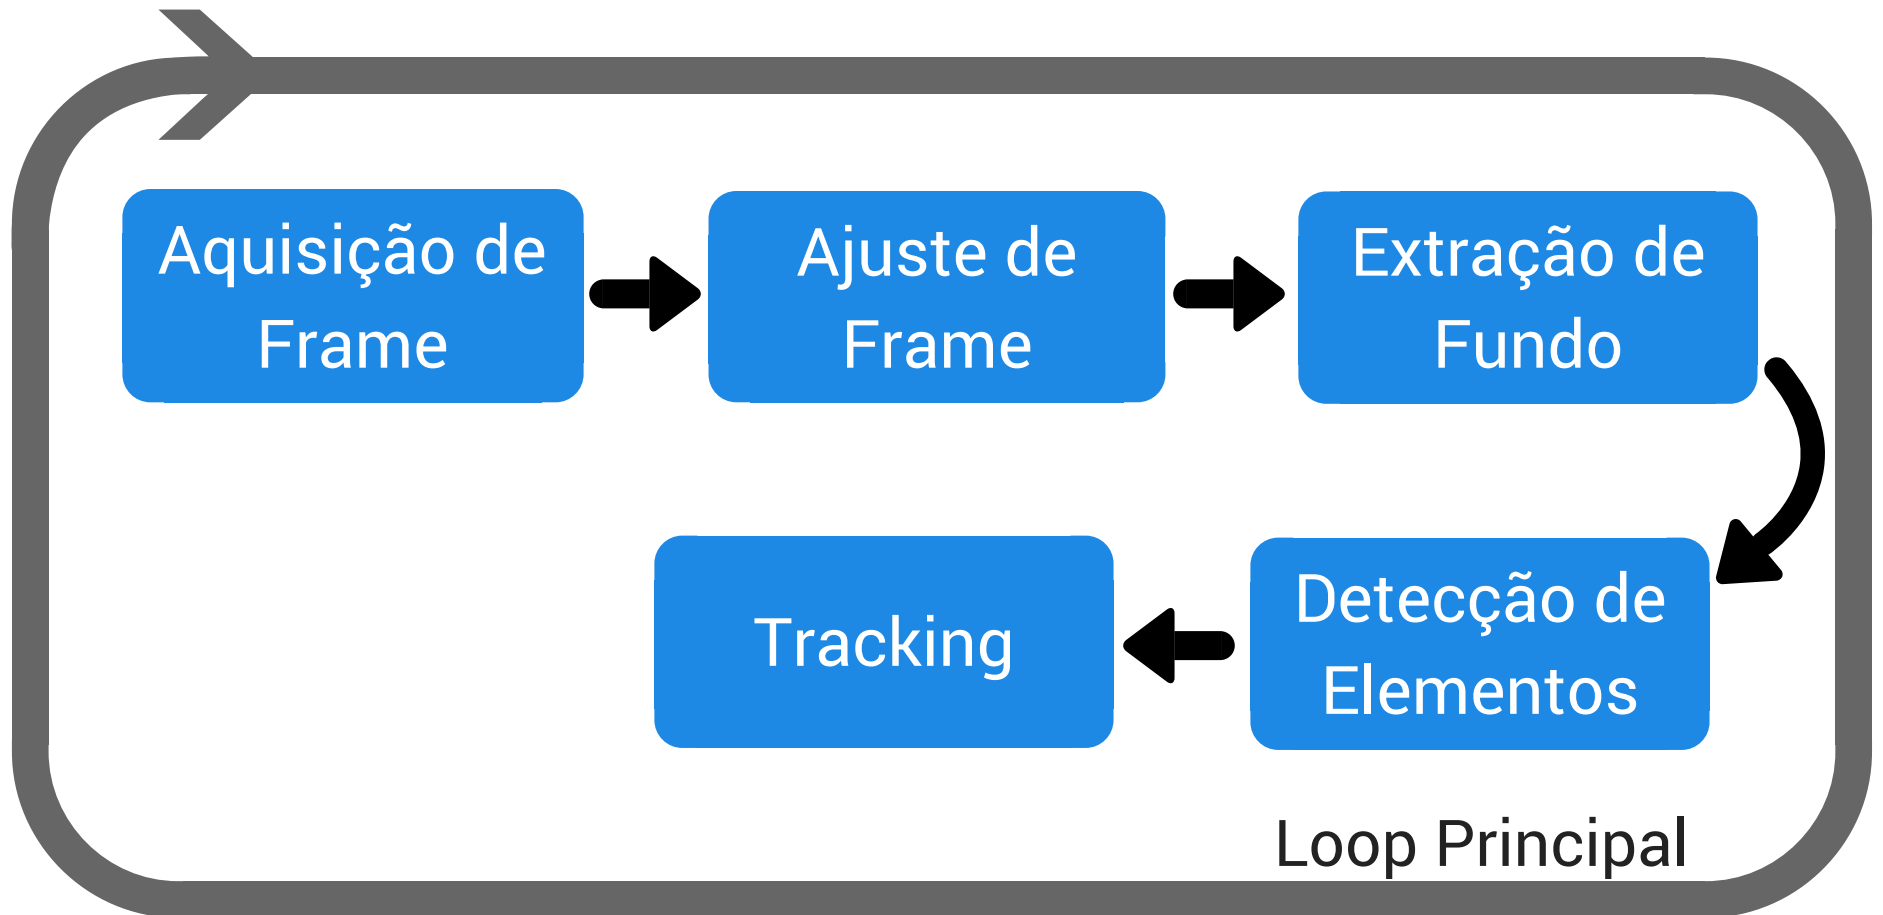 Aquisição de
Frame
Ajuste de
Frame
Extração de
Fundo
Tracking
Detecção de
Elementos
Loop Principal